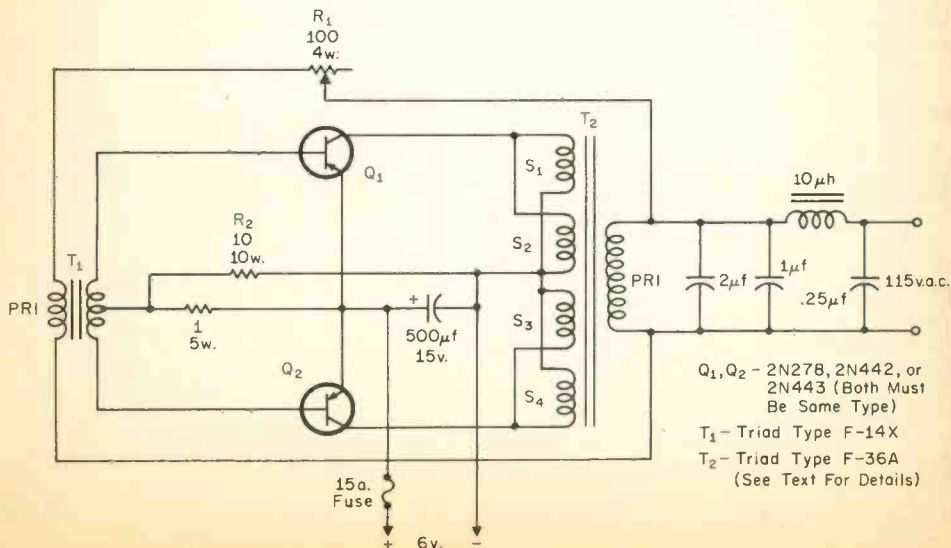 R1
100
4w.
T2
Q1
S1
10μh
R2
10
10w.
S2
T1
PRI
PRI
2μf
1μf
.25μf
115v.a.c.
1
5w.
+
500μf
15v.
S3
Q2
S4
Q1, Q2 – 2N278, 2N442, or
2N443 (Both Must
Be Same Type)
T1 – Triad Type F-14X
T2 – Triad Type F-36A
(See Text For Details)
15a.
Fuse
+ 6v. –